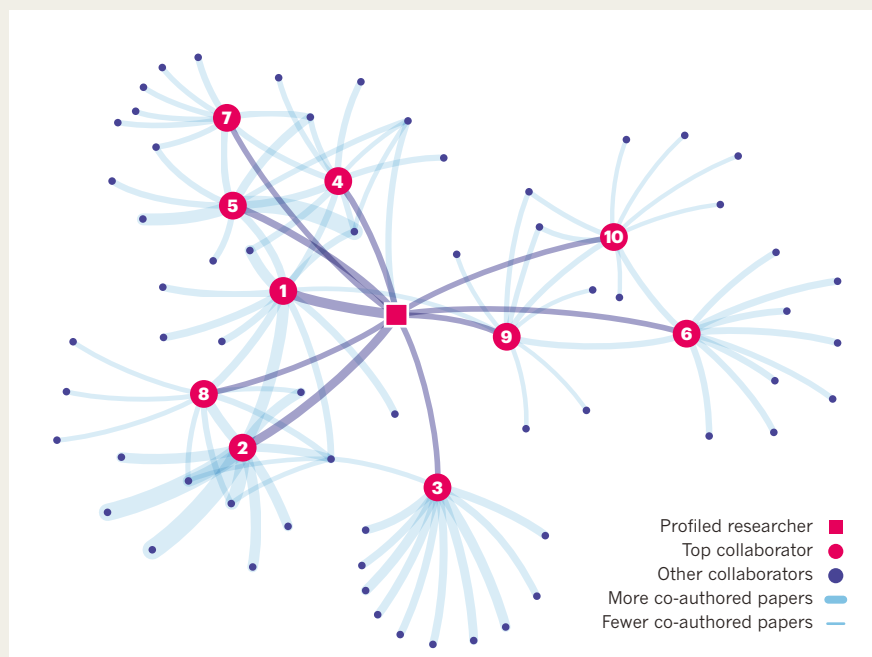 7
4
5
10
1
9
6
8
2
3
Profiled researcher
Top collaborator
Other collaborators
More co-authored papers
Fewer co-authored papers